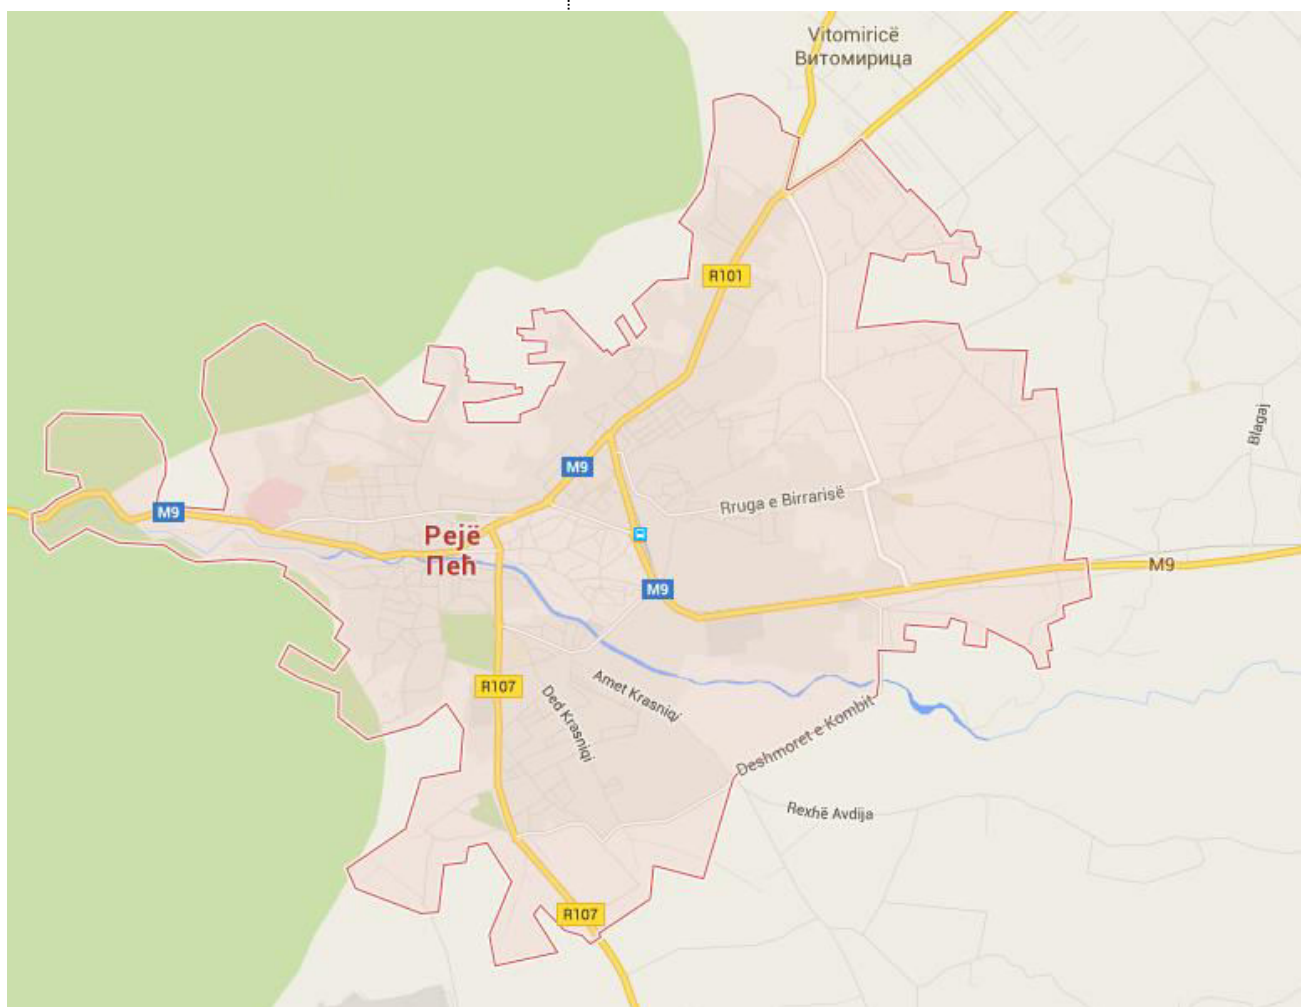 Vitomiricë
Витомирица
R101
Blagaj
M9
Rruga e Birrarisë
M9
Pejë
Пећ
M9
M9
R107
Amet Krasniqi
Ded Krasniqi
Deshmoret e Kombit
Rexhë Avdija
R107